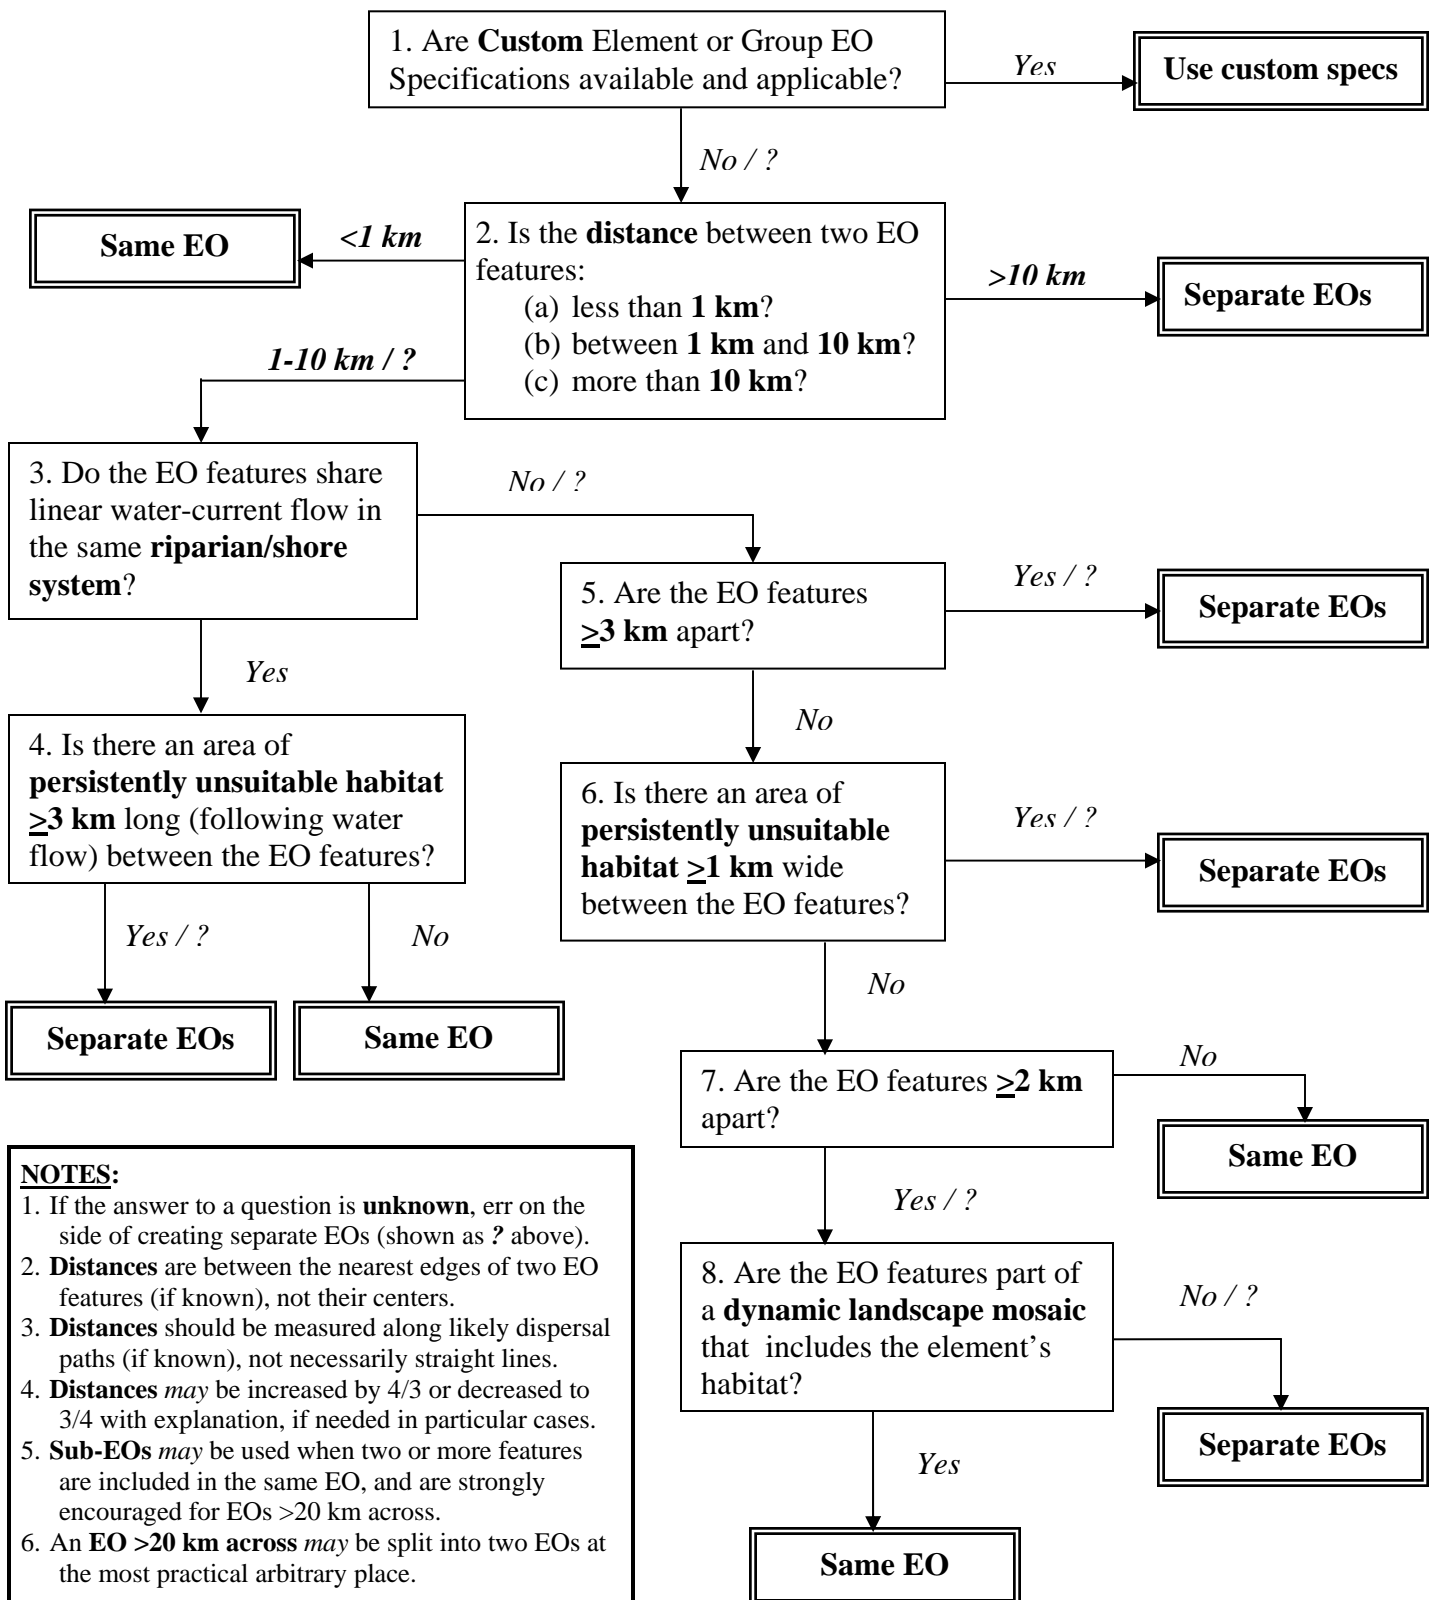 1. Are Custom Element or Group EO
Specifications available and applicable?
Yes
Use custom specs
No / ?
Same EO
<1 km
2. Is the distance between two EO
features:
(a) less than 1 km?
(b) between 1 km and 10 km?
(c) more than 10 km?
>10 km
Separate EOs
1-10 km / ?
3. Do the EO features share
linear water-current flow in
the same riparian/shore
system?
No / ?
5. Are the EO features
>3 km apart?
Yes / ?
Separate EOs
Yes
No
4. Is there an area of
persistently unsuitable habitat
>3 km long (following water
flow) between the EO features?
6. Is there an area of
persistently unsuitable
habitat >1 km wide
between the EO features?
Yes / ?
Separate EOs
Yes / ?
No
No
Separate EOs
Same EO
7. Are the EO features >2 km
apart?
No
Same EO
Yes / ?
8. Are the EO features part of
a dynamic landscape mosaic
that includes the element's
habitat?
No / ?
Separate EOs
Yes
Same EO
NOTES:
1. If the answer to a question is unknown, err on the
side of creating separate EOs (shown as ? above).
2. Distances are between the nearest edges of two EO
features (if known), not their centers.
3. Distances should be measured along likely dispersal
paths (if known), not necessarily straight lines.
4. Distances may be increased by 4/3 or decreased to
3/4 with explanation, if needed in particular cases.
5. Sub-EOs may be used when two or more features
are included in the same EO, and are strongly
encouraged for EOs >20 km across.
6. An EO >20 km across may be split into two EOs at
the most practical arbitrary place.